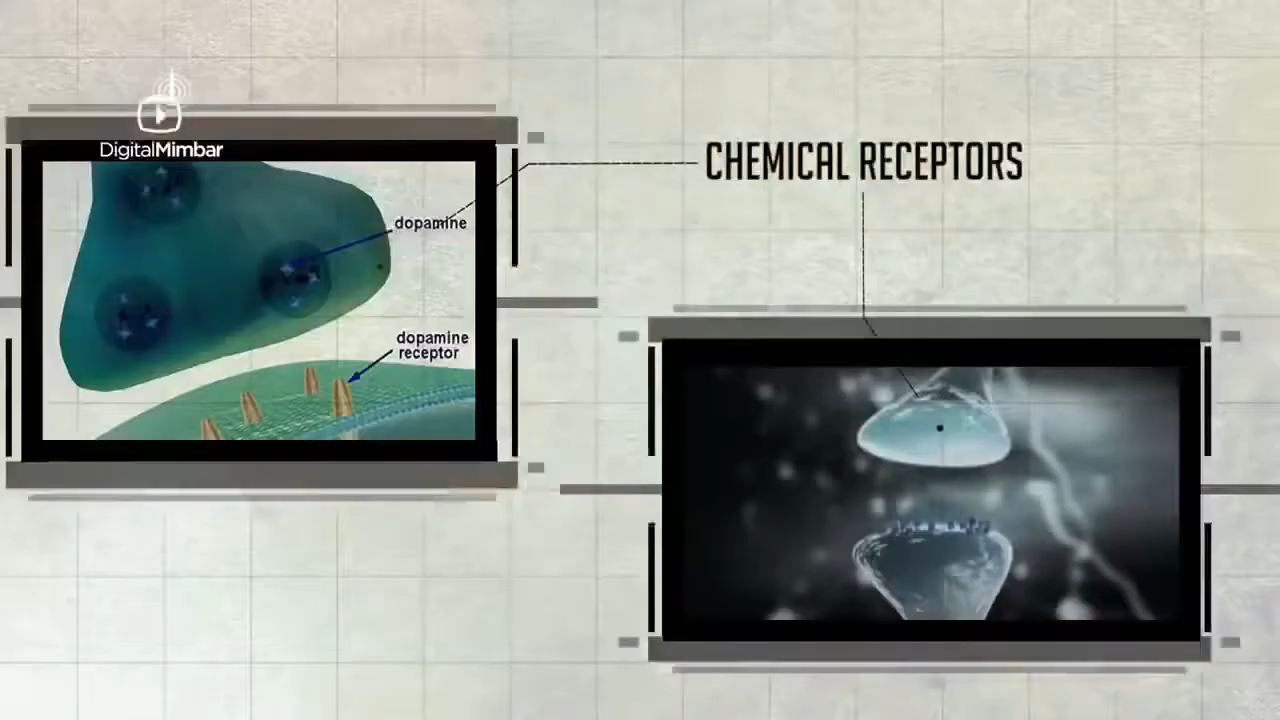 DigitalMimbar
CHEMICAL RECEPTORS
dopamine
dopamine
receptor